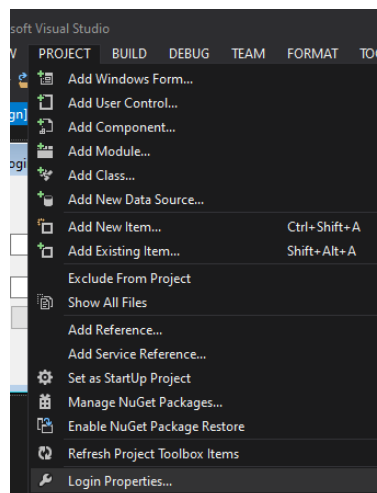 soft Visual Studio
W PROJECT BUILD DEBUG TEAM FORMAT TOO
Add Windows Form...
gn]
Add User Control...
Add Component...
Add Module...
ogi
Add Class...
Add New Data Source...
Add New Item... Ctrl+Shift+A
Add Existing Item... Shift+Alt+A
Exclude From Project
Show All Files
Add Reference...
Add Service Reference...
Set as StartUp Project
Manage NuGet Packages...
Enable NuGet Package Restore
Refresh Project Toolbox Items
Login Properties...